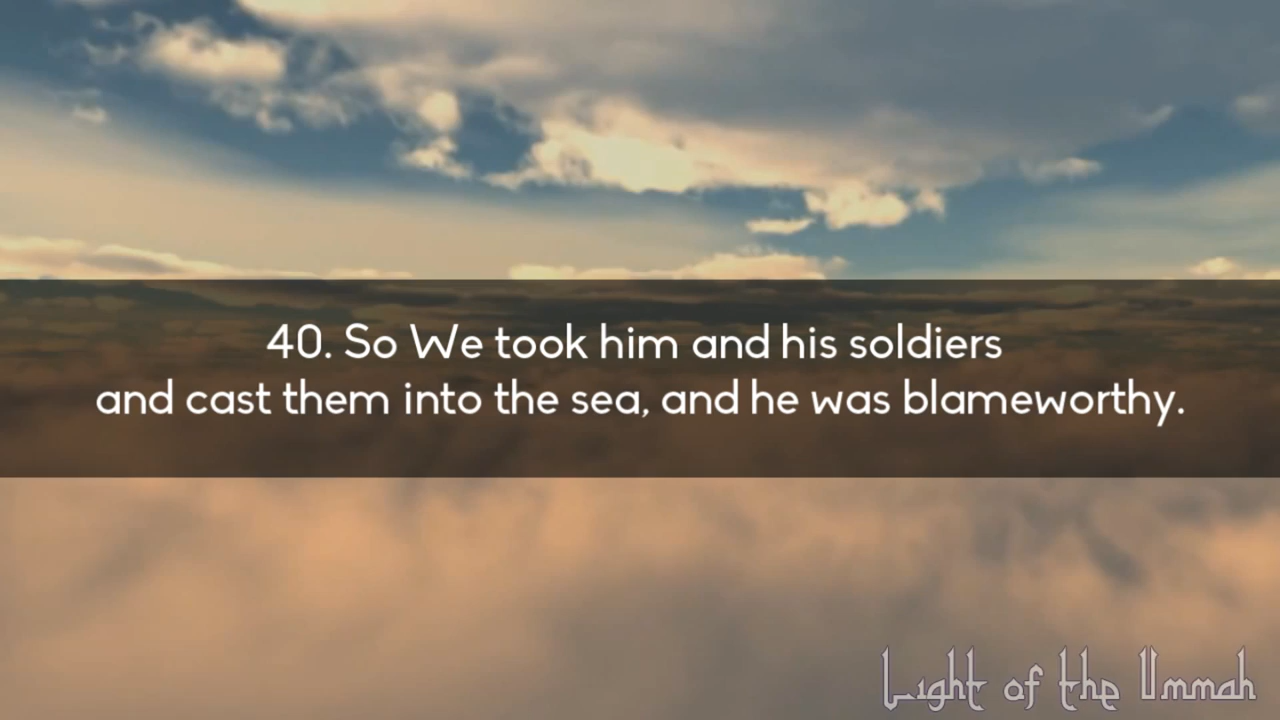 40. So We took him and his soldiers
and cast them into the sea, and he was blameworthy.
Light of the Ummah